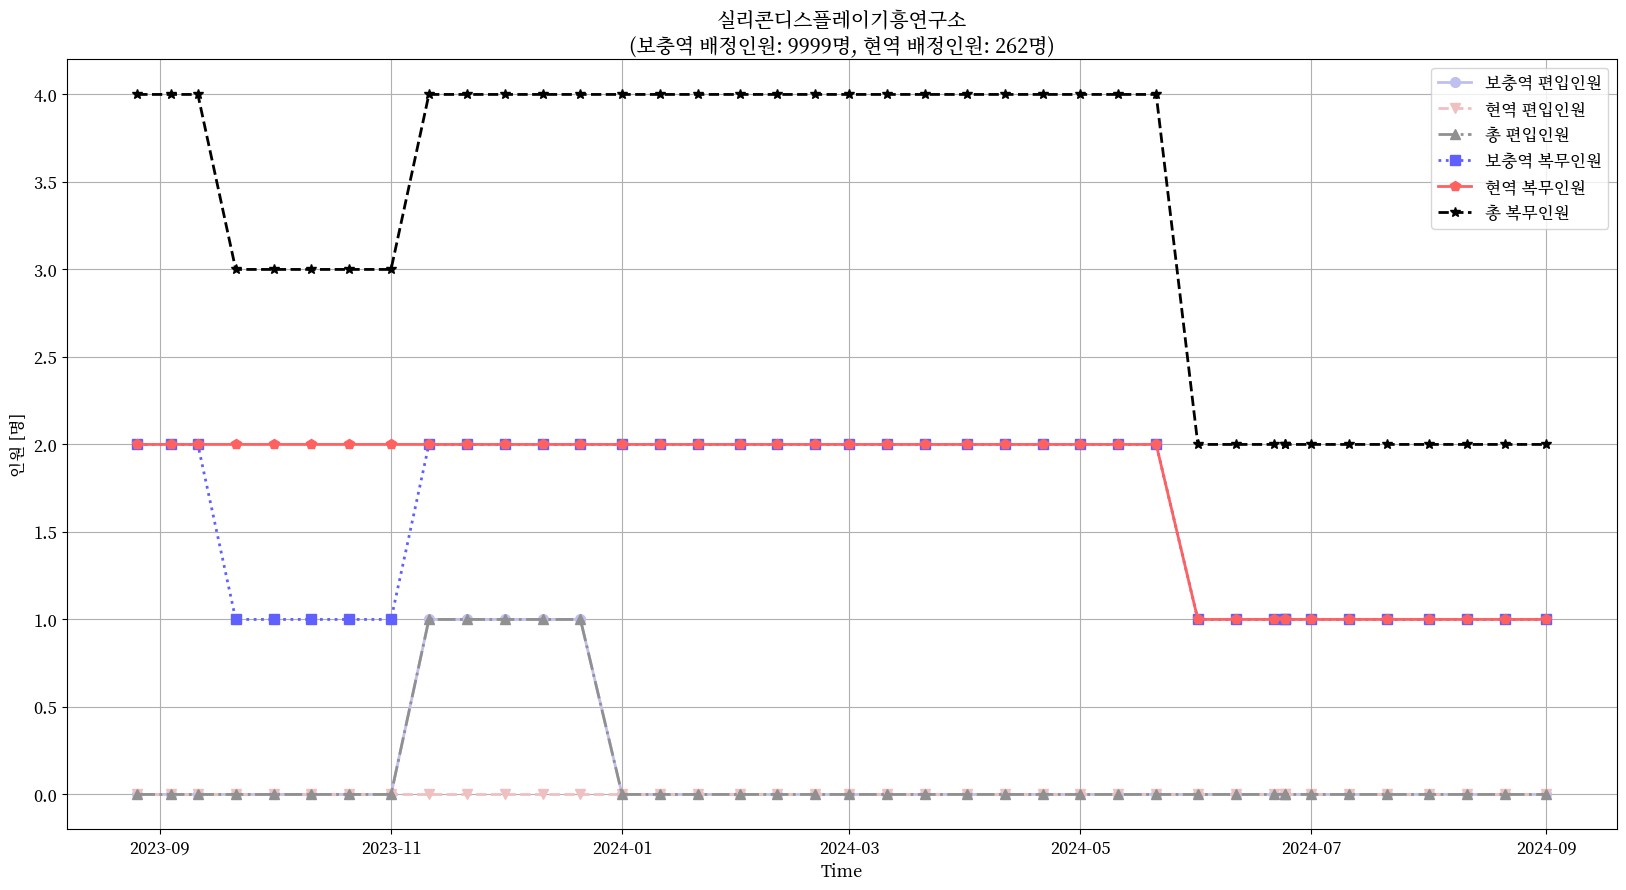 실리콘디스플레이기흥연구소
(보충역 배정인원: 9999명, 현역 배정인원: 262명)
보충역 편입인원
현역 편입인원
총 편입인원
보충역 복무인원
현역 복무인원
총 복무인원
4.0
3.5
3.0
2.5
2.0
1.5
1.0
0.5
0.0
인원 [명]
2023-09
2023-11
2024-01
2024-03
2024-05
2024-07
2024-09
Time